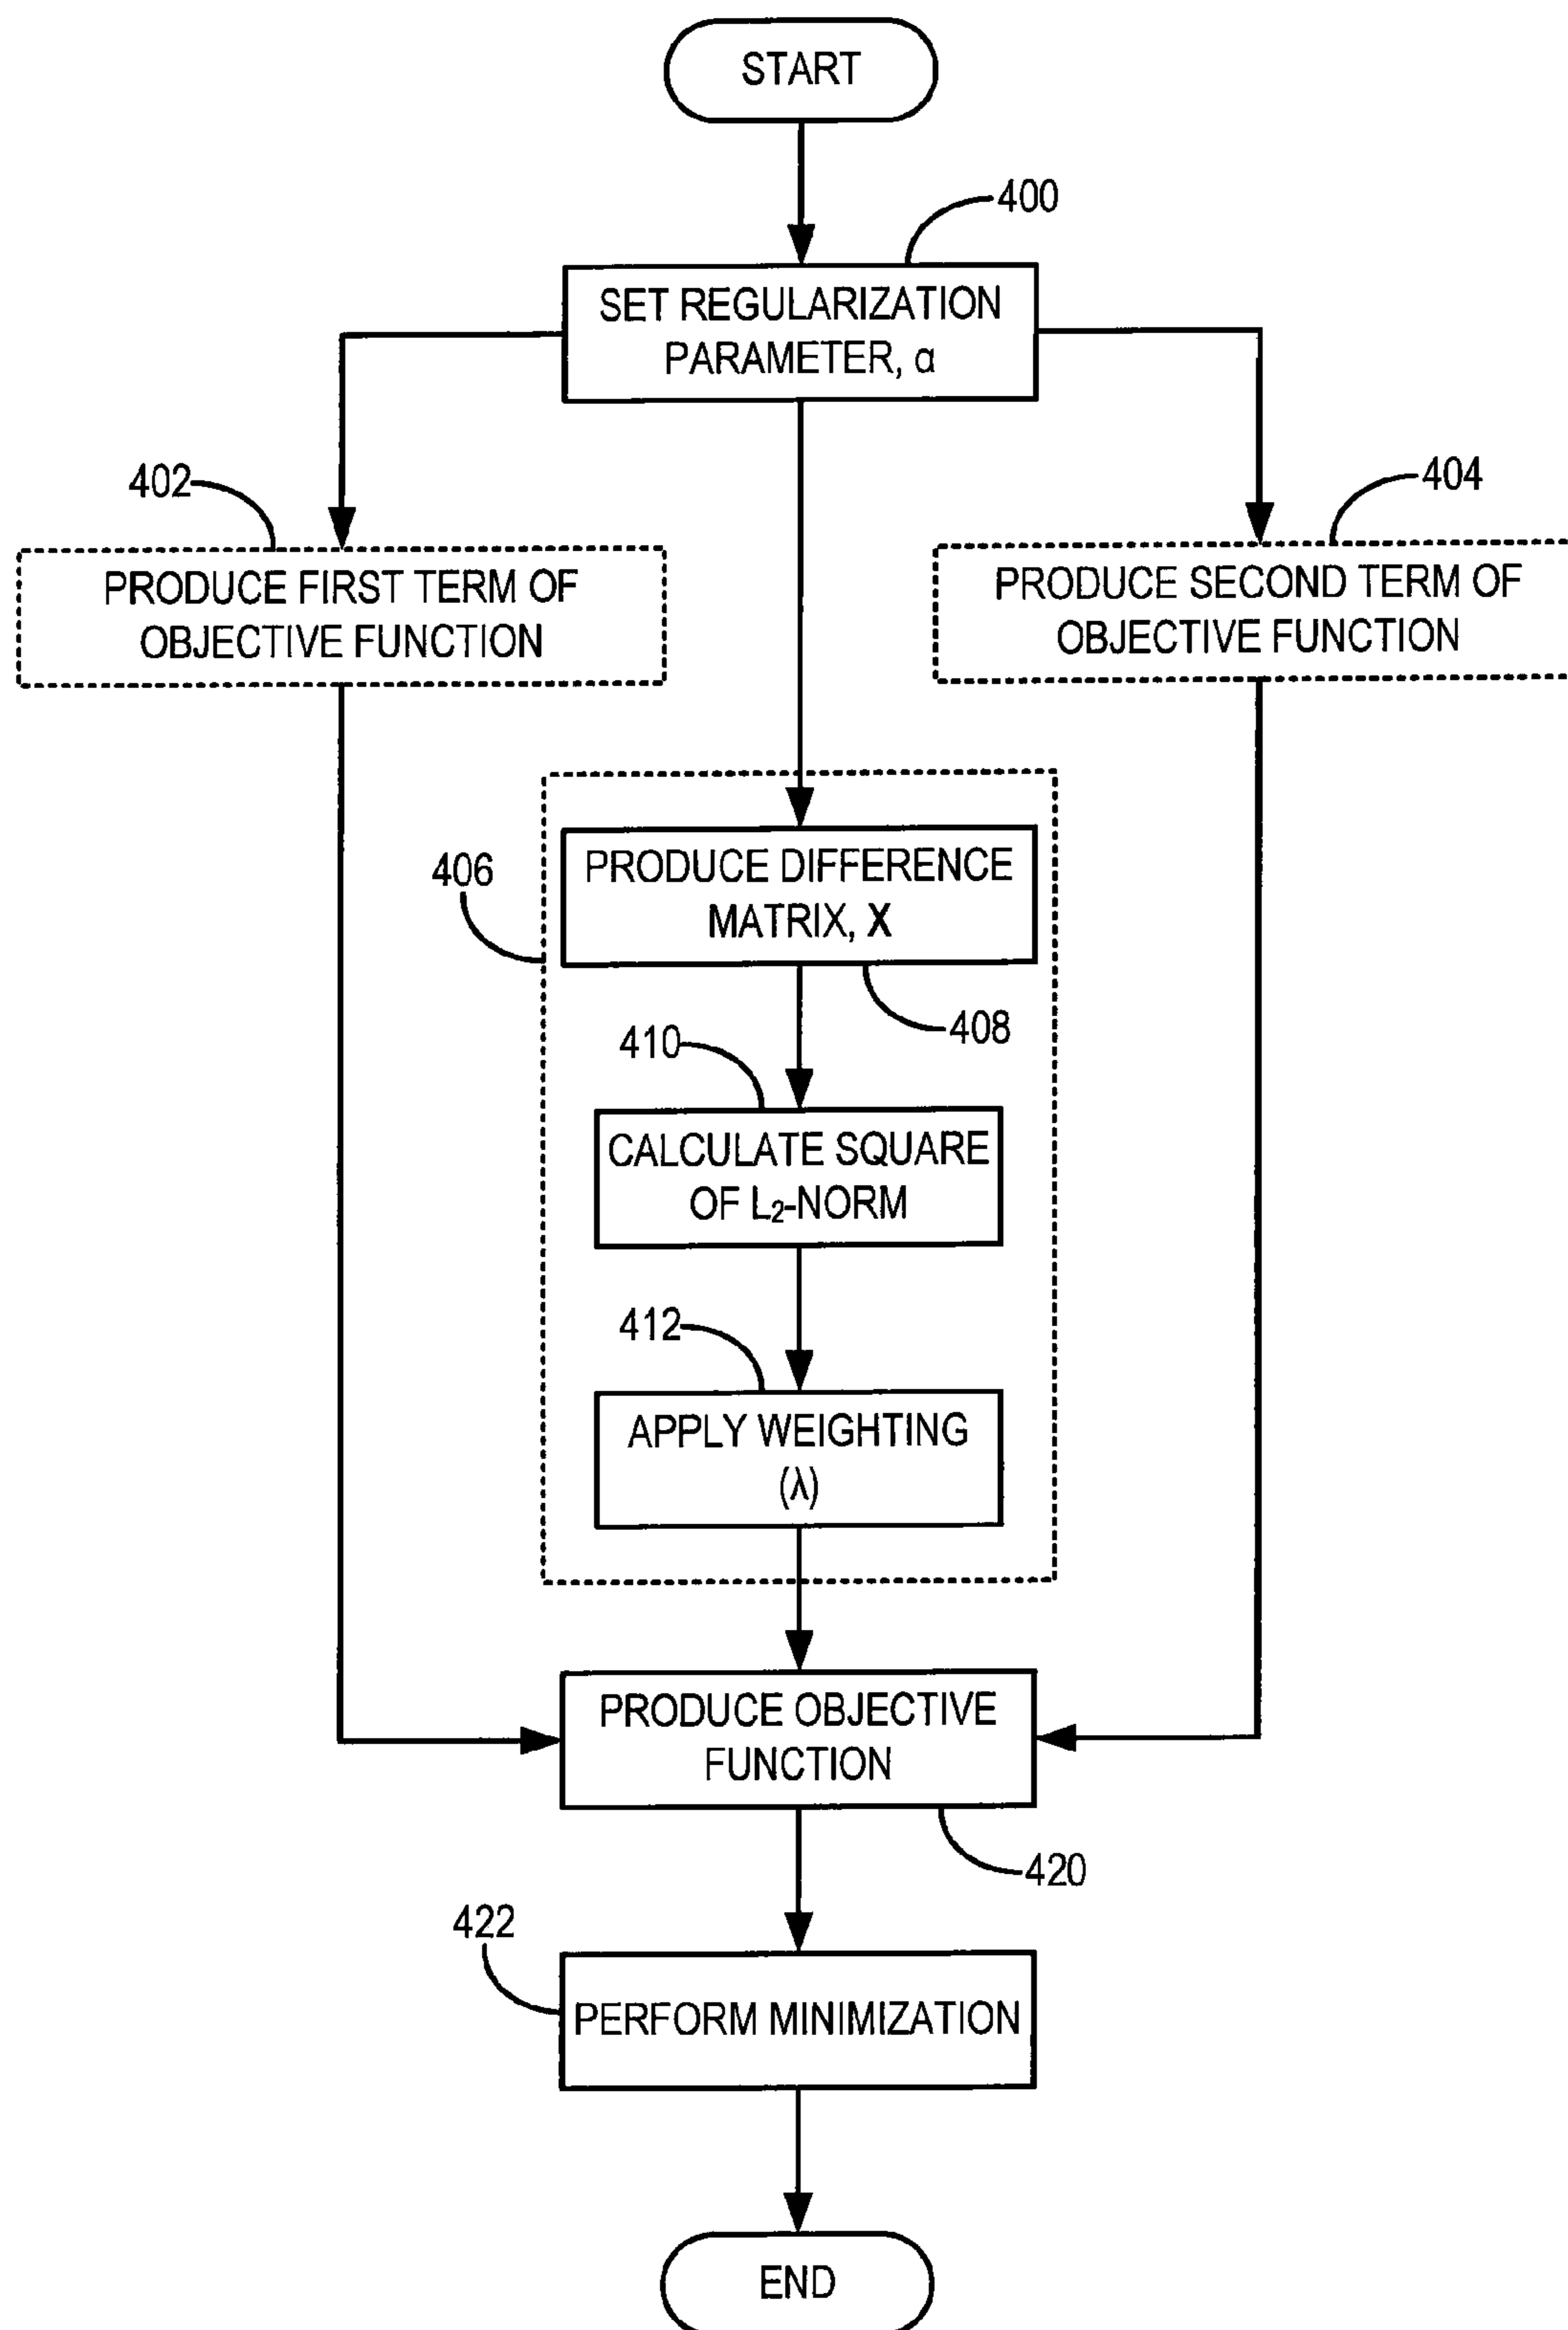 START
400
SET REGULARIZATION
PARAMETER, α
402
404
PRODUCE FIRST TERM OF
OBJECTIVE FUNCTION
PRODUCE SECOND TERM OF
OBJECTIVE FUNCTION
406
PRODUCE DIFFERENCE
MATRIX, X
408
410
CALCULATE SQUARE
OF L₂-NORM
412
APPLY WEIGHTING
(λ)
PRODUCE OBJECTIVE
FUNCTION
420
422
PERFORM MINIMIZATION
END